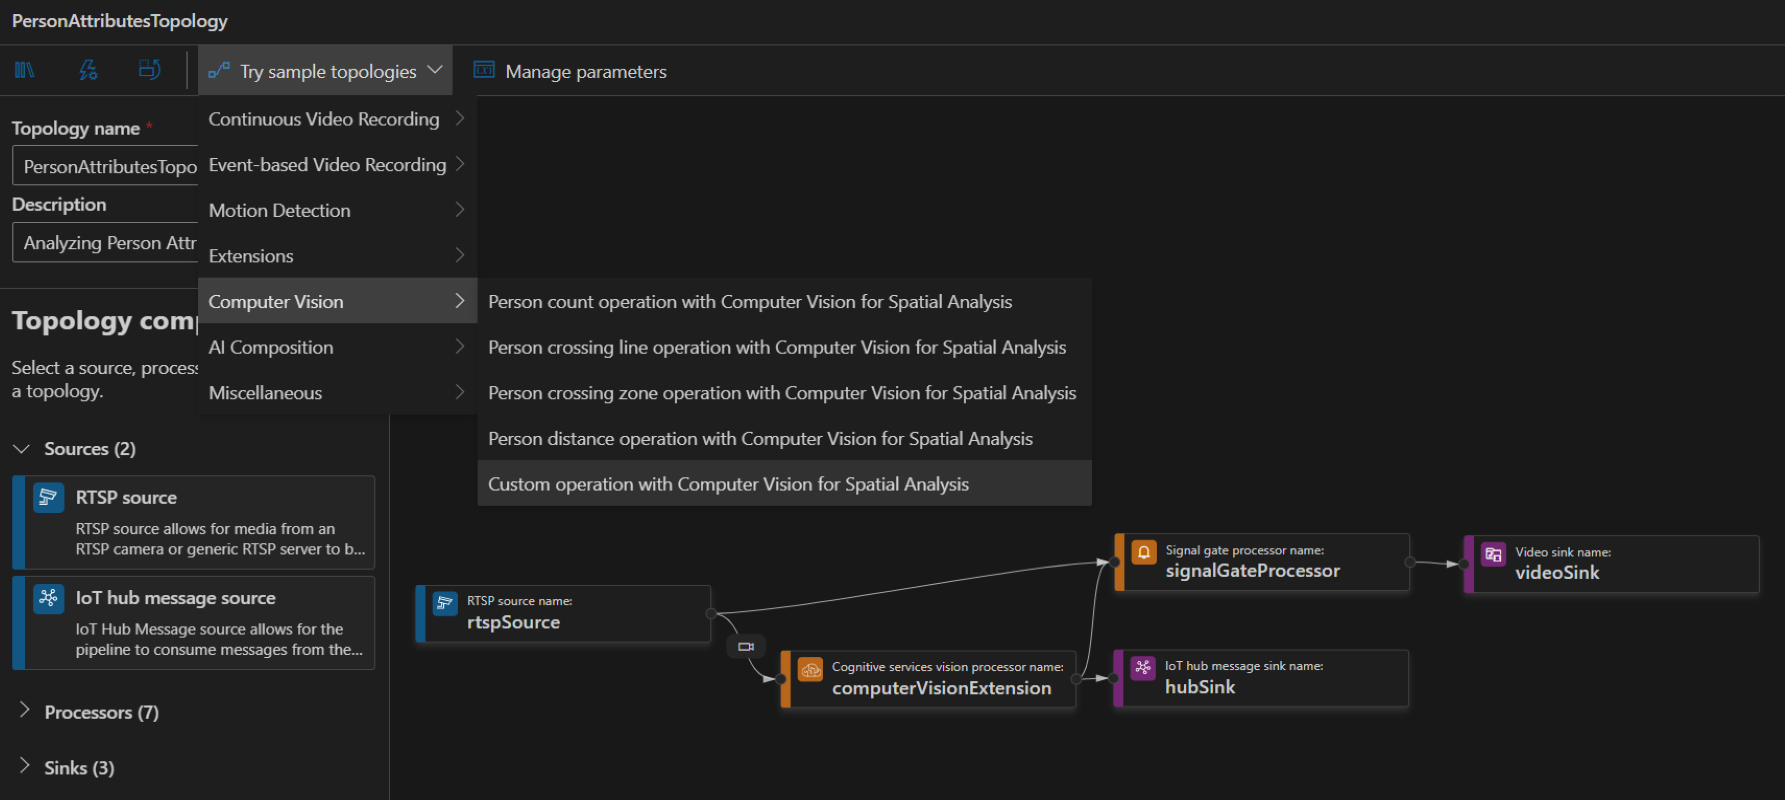 PersonAttributesTopology
Try sample topologies
Manage parameters
Topology name *
PersonAttributesTopo
Description
Analyzing Person Attr
Continuous Video Recording
Event-based Video Recording
Motion Detection
Extensions
Computer Vision
AI Composition
Miscellaneous
Person count operation with Computer Vision for Spatial Analysis
Person crossing line operation with Computer Vision for Spatial Analysis
Person crossing zone operation with Computer Vision for Spatial Analysis
Person distance operation with Computer Vision for Spatial Analysis
Custom operation with Computer Vision for Spatial Analysis
Topology com
Select a source, proces
a topology.
Sources (2)
RTSP source
RTSP source allows for media from an
RTSP camera or generic RTSP server to b...
IoT hub message source
IoT Hub Message source allows for the
pipeline to consume messages from the...
Processors (7)
Sinks (3)
RTSP source name:
rtspSource
Cognitive services vision processor name:
computerVisionExtension
Signal gate processor name:
signalGateProcessor
IoT hub message sink name:
hubSink
Video sink name:
videoSink